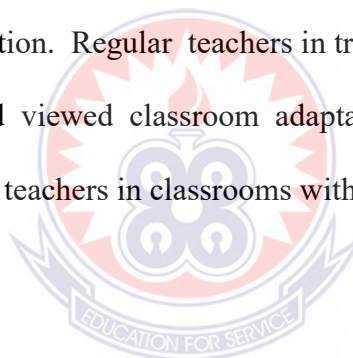 tion. Regular teachers in tr
viewed classroom adapta
teachers in classrooms with
EDUCATION FOR SERVICE